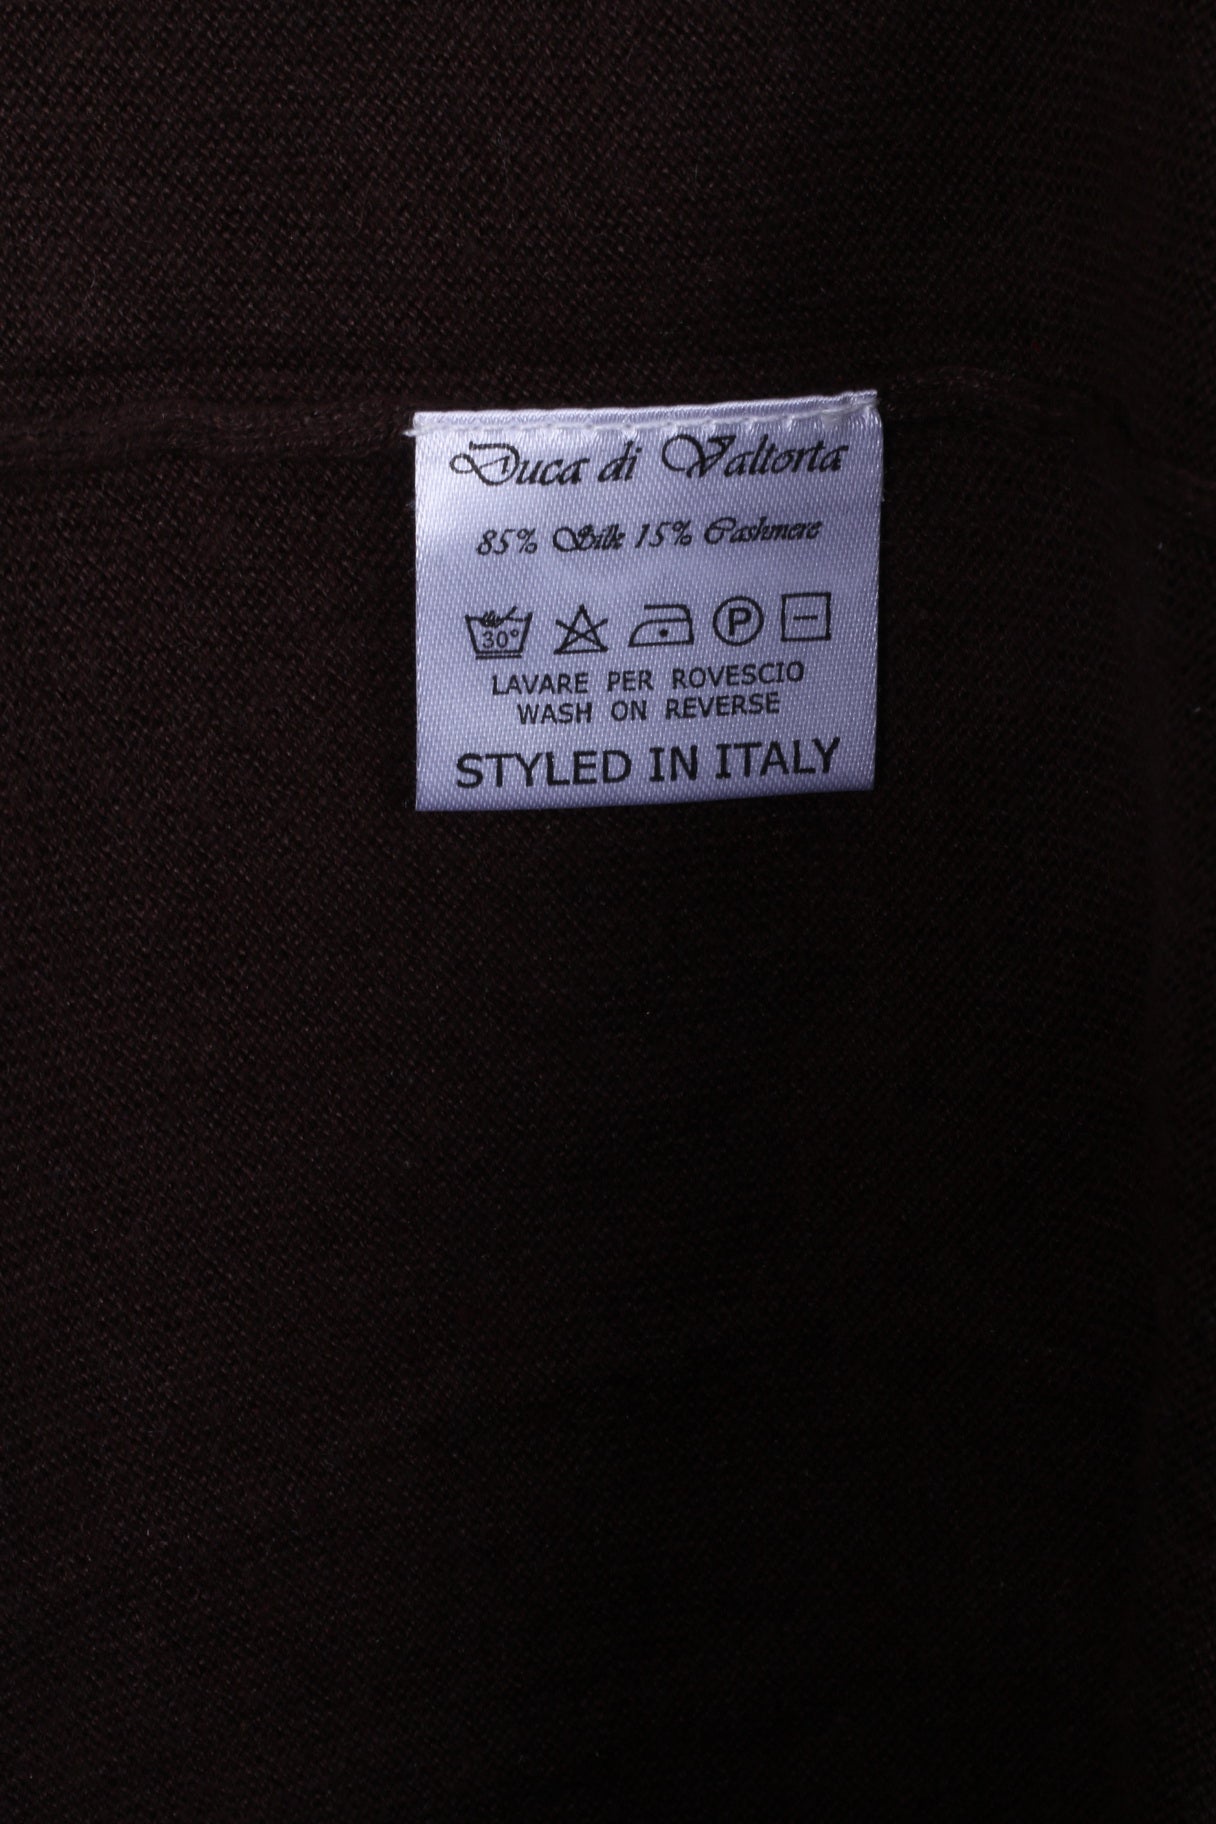 Duca di Valtorta
85% Silk 15% Cashmere
30° P
LAVARE PER ROVESCIO
WASH ON REVERSE
STYLED IN ITALY